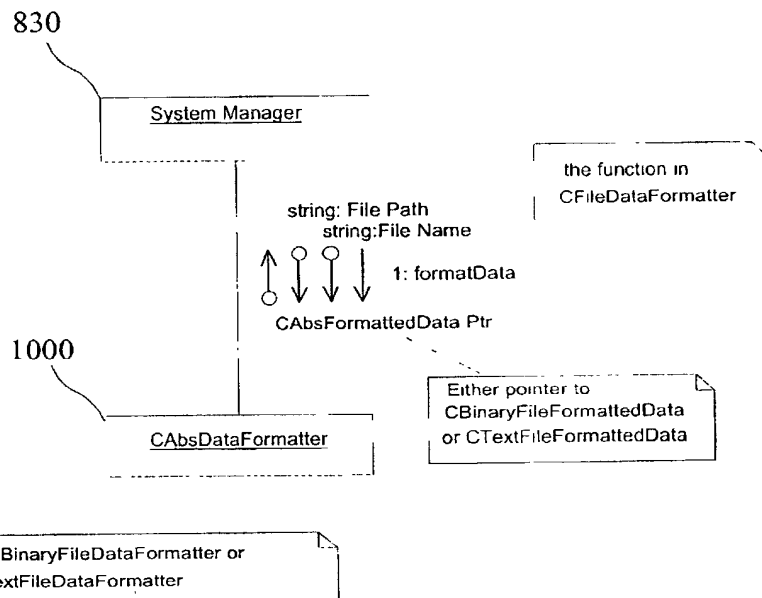 830
System Manager
the function in
CFileDataFormatter
string: File Path
string:File Name
1: formatData
CAbsFormattedData Ptr
1000
Either pointer to
CBinaryFileFormattedData
or CTextFileFormattedData
CAbsDataFormatter
BinaryFileDataFormatter or
extFileDataFormatter